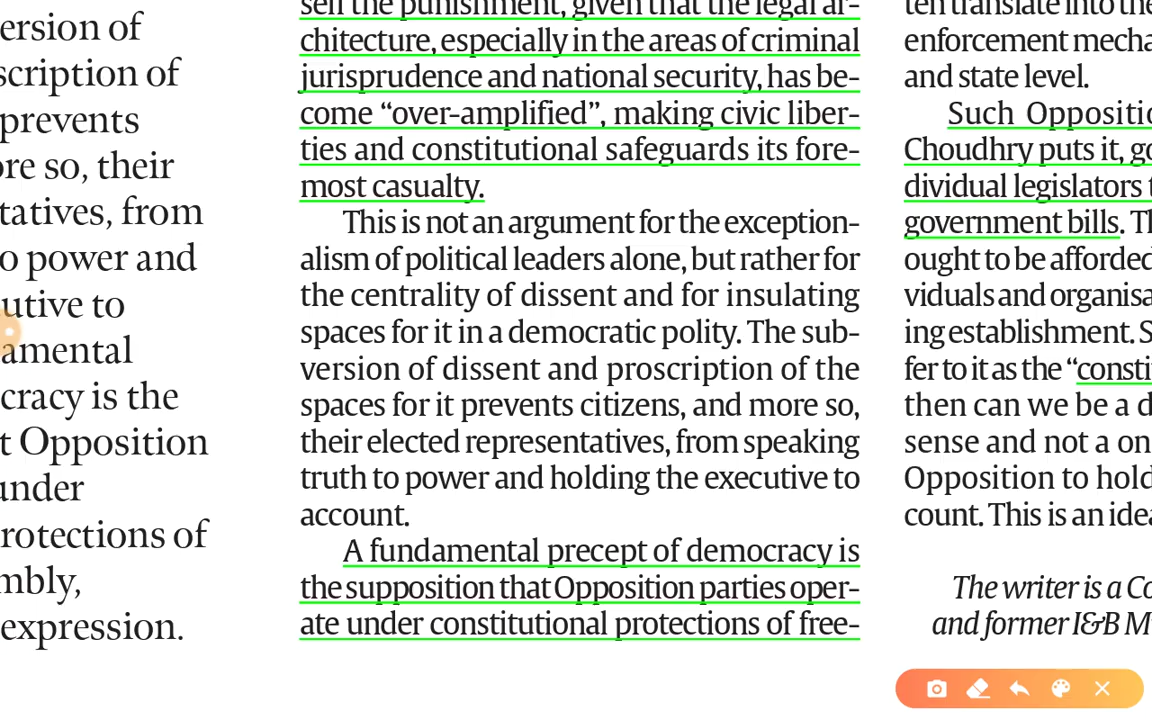 ersion of
scription of
prevents
ore so, their
tatives, from
o power and
utive to
amental
cracy is the
t Opposition
under
rotections of
mbly,
expression.
self the punishment, given that the legal ar-
chitecture, especially in the areas of criminal
jurisprudence and national security, has be-
come “over-amplified”, making civic liber-
ties and constitutional safeguards its fore-
most casualty.
This is not an argument for the exception-
alism of political leaders alone, but rather for
the centrality of dissent and for insulating
spaces for it in a democratic polity. The sub-
version of dissent and proscription of the
spaces for it prevents citizens, and more so,
their elected representatives, from speaking
truth to power and holding the executive to
account.
A fundamental precept of democracy is
the supposition that Opposition parties oper-
ate under constitutional protections of free-
ten translate into the
enforcement mecha
and state level.
Such Oppositio
Choudhry puts it, go
dividual legislators t
government bills. Th
ought to be afforded
viduals and organisa
ing establishment. S
fer to it as the “consti
then can we be a d
sense and not a on
Opposition to hold
count. This is an idea
The writer is a Co
and former I&B M